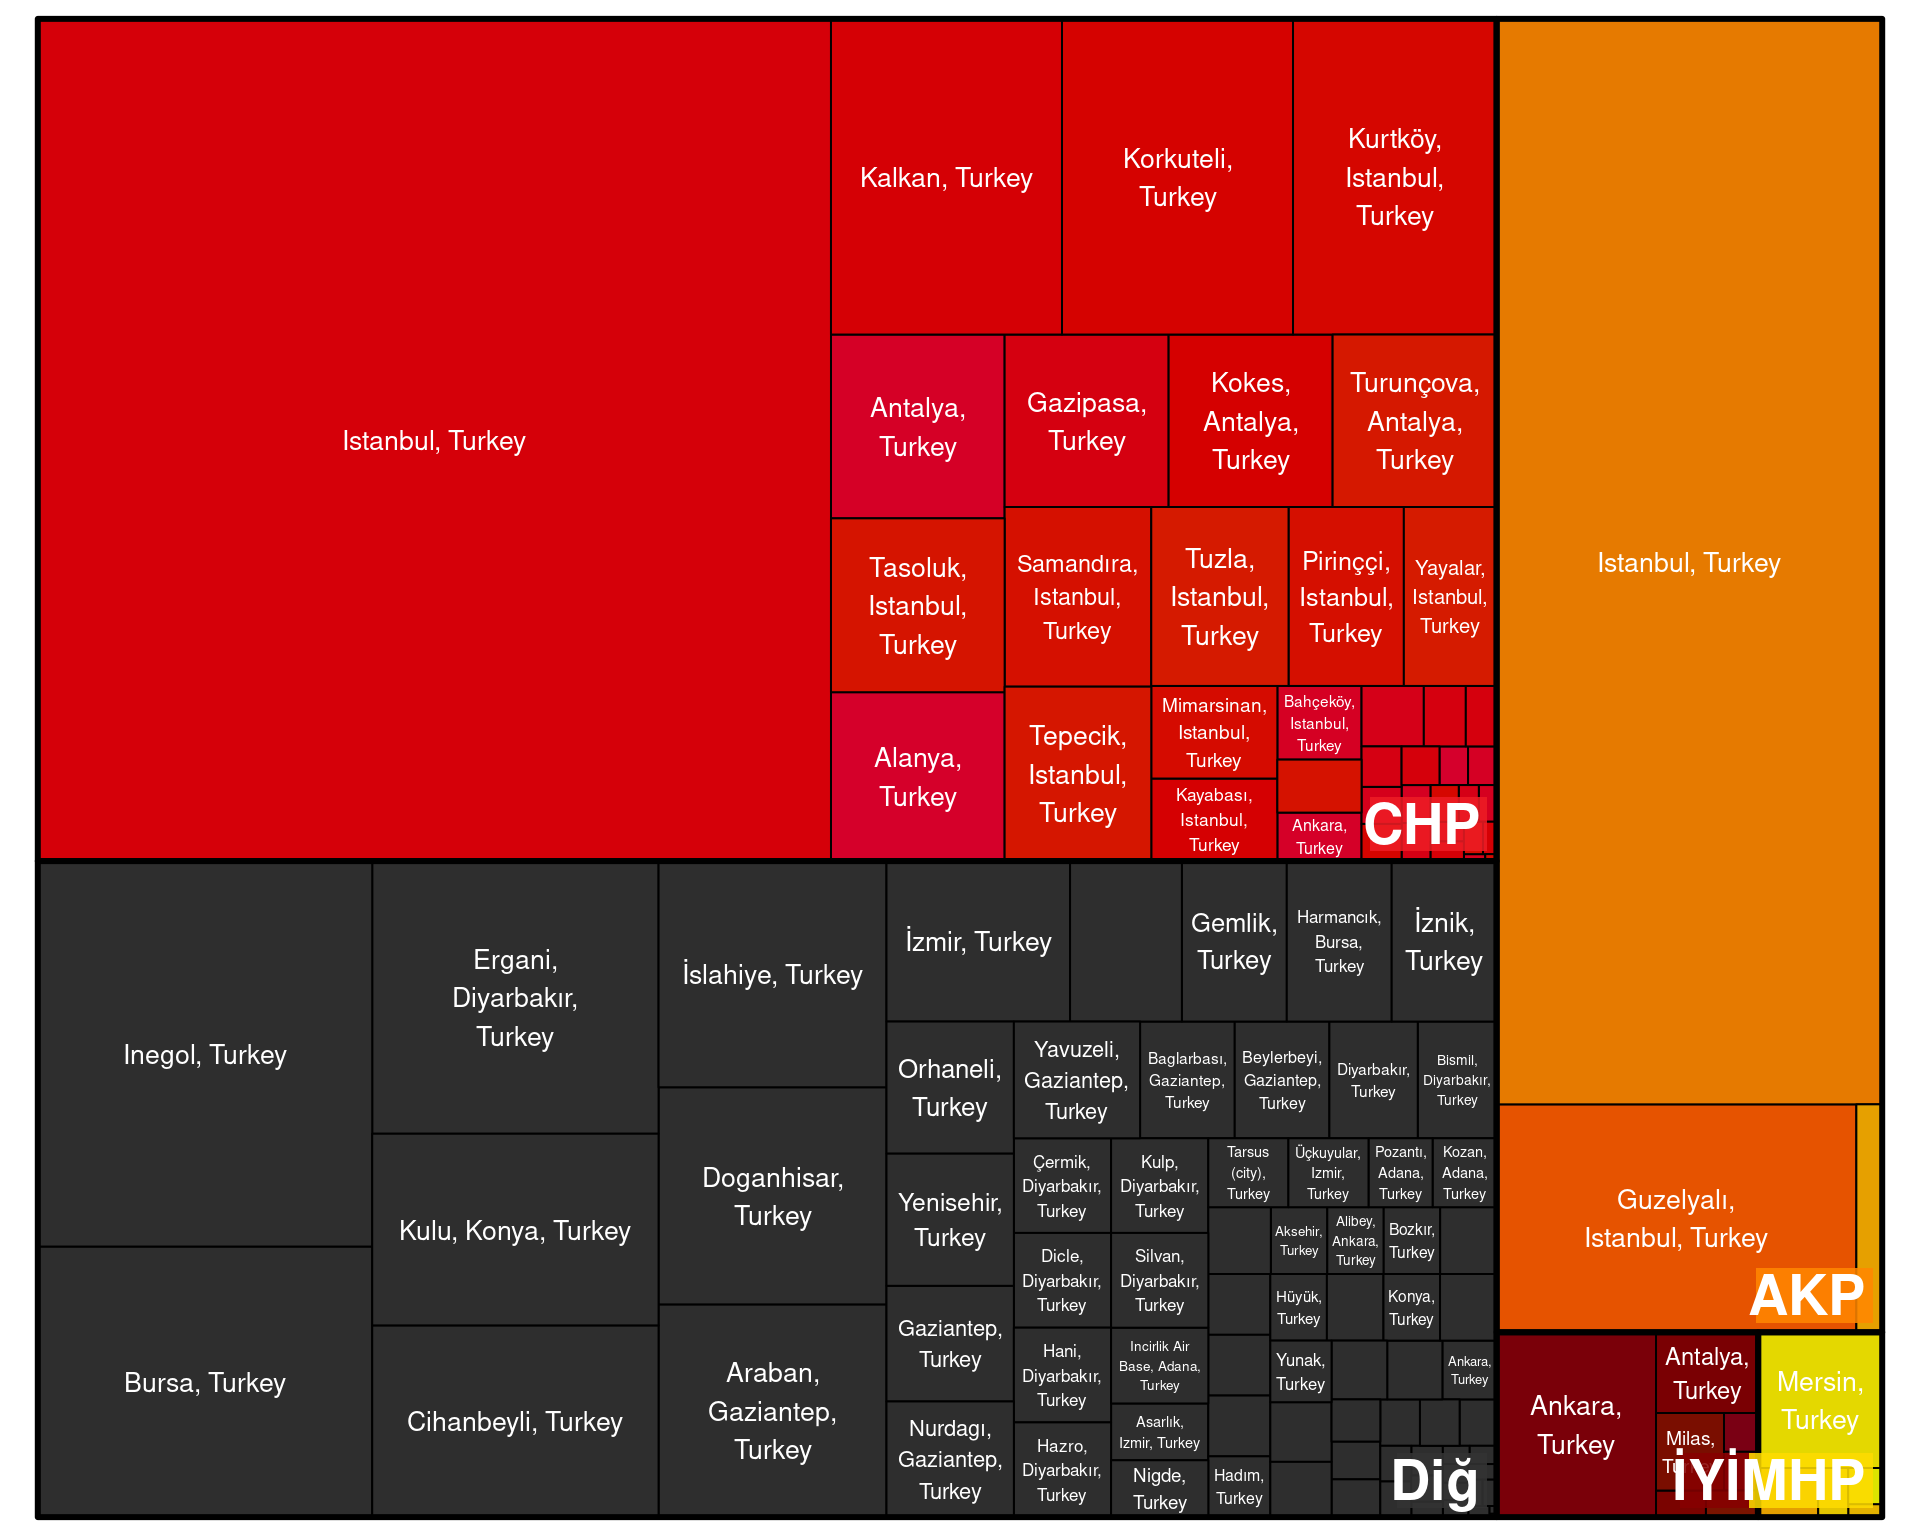 Istanbul, Turkey
Kalkan, Turkey
Korkuteli,
Turkey
Kurtköy,
Istanbul,
Turkey
Antalya,
Turkey
Gazipasa,
Turkey
Kokes,
Antalya,
Turkey
Turunçova,
Antalya,
Turkey
Tasoluk,
Istanbul,
Turkey
Samandıra,
Istanbul,
Turkey
Tuzla,
Istanbul,
Turkey
Pirinççi,
Istanbul,
Turkey
Yayalar,
Istanbul,
Turkey
Alanya,
Turkey
Tepecik,
Istanbul,
Turkey
Mimarsinan,
Istanbul,
Turkey
Kayabası,
Istanbul,
Turkey
Bahçeköy,
Istanbul,
Turkey
Ankara,
Turkey
CHP
Istanbul, Turkey
Guzelyalı,
Istanbul, Turkey
AKP
Inegol, Turkey
Bursa, Turkey
Ergani,
Diyarbakır,
Turkey
Kulu, Konya, Turkey
Cihanbeyli, Turkey
İslahiye, Turkey
Doganhisar,
Turkey
Araban,
Gaziantep,
Turkey
İzmir, Turkey
Gemlik,
Turkey
Harmancık,
Bursa,
Turkey
İznik,
Turkey
Orhaneli,
Turkey
Yavuzeli,
Gaziantep,
Turkey
Baglarbası,
Gaziantep,
Turkey
Beylerbeyi,
Gaziantep,
Turkey
Diyarbakır,
Turkey
Bismil,
Diyarbakır,
Turkey
Yenisehir,
Turkey
Gaziantep,
Turkey
Nurdagı,
Gaziantep,
Turkey
Çermik,
Diyarbakır,
Turkey
Kulp,
Diyarbakır,
Turkey
Dicle,
Diyarbakır,
Turkey
Silvan,
Diyarbakır,
Turkey
Hani,
Diyarbakır,
Turkey
Incirlik Air
Base, Adana,
Turkey
Hazro,
Diyarbakır,
Turkey
Asarlık,
Izmir, Turkey
Nigde,
Turkey
Tarsus
(city),
Turkey
Üçkuyular,
Izmir,
Turkey
Pozantı,
Adana,
Turkey
Kozan,
Adana,
Turkey
Aksehir,
Turkey
Alibey,
Ankara,
Turkey
Bozkır,
Turkey
Hüyük,
Turkey
Konya,
Turkey
Yunak,
Turkey
Ankara,
Turkey
Hadım,
Turkey
Diğ
Ankara,
Turkey
Antalya,
Turkey
Milas,
İYİ
Mersin,
Turkey
MHP